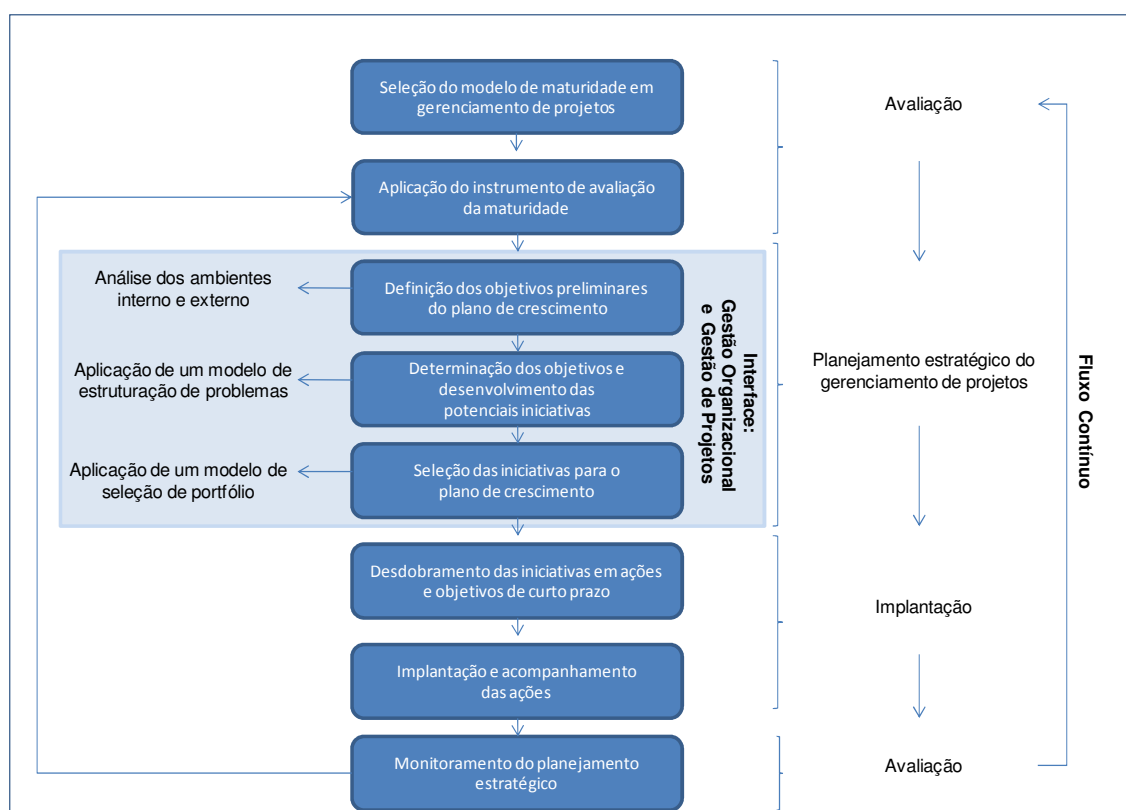 Seleção do modelo de maturidade em
gerenciamento de projetos
Avaliação
Aplicação do instrumento de avaliação
da maturidade
Análise dos ambientes
interno e externo
Definição dos objetivos preliminares
do plano de crescimento
Aplicação de um modelo de
estruturação de problemas
Determinação dos objetivos e
desenvolvimento das
potenciais iniciativas
Aplicação de um modelo de
seleção de portfólio
Seleção das iniciativas para o
plano de crescimento
Interface:
Gestão Organizacional
e Gestão de Projetos
Planejamento estratégico do
gerenciamento de projetos
Fluxo Contínuo
Desdobramento das iniciativas em ações
e objetivos de curto prazo
Implantação
Implantação e acompanhamento
das ações
Monitoramento do planejamento
estratégico
Avaliação